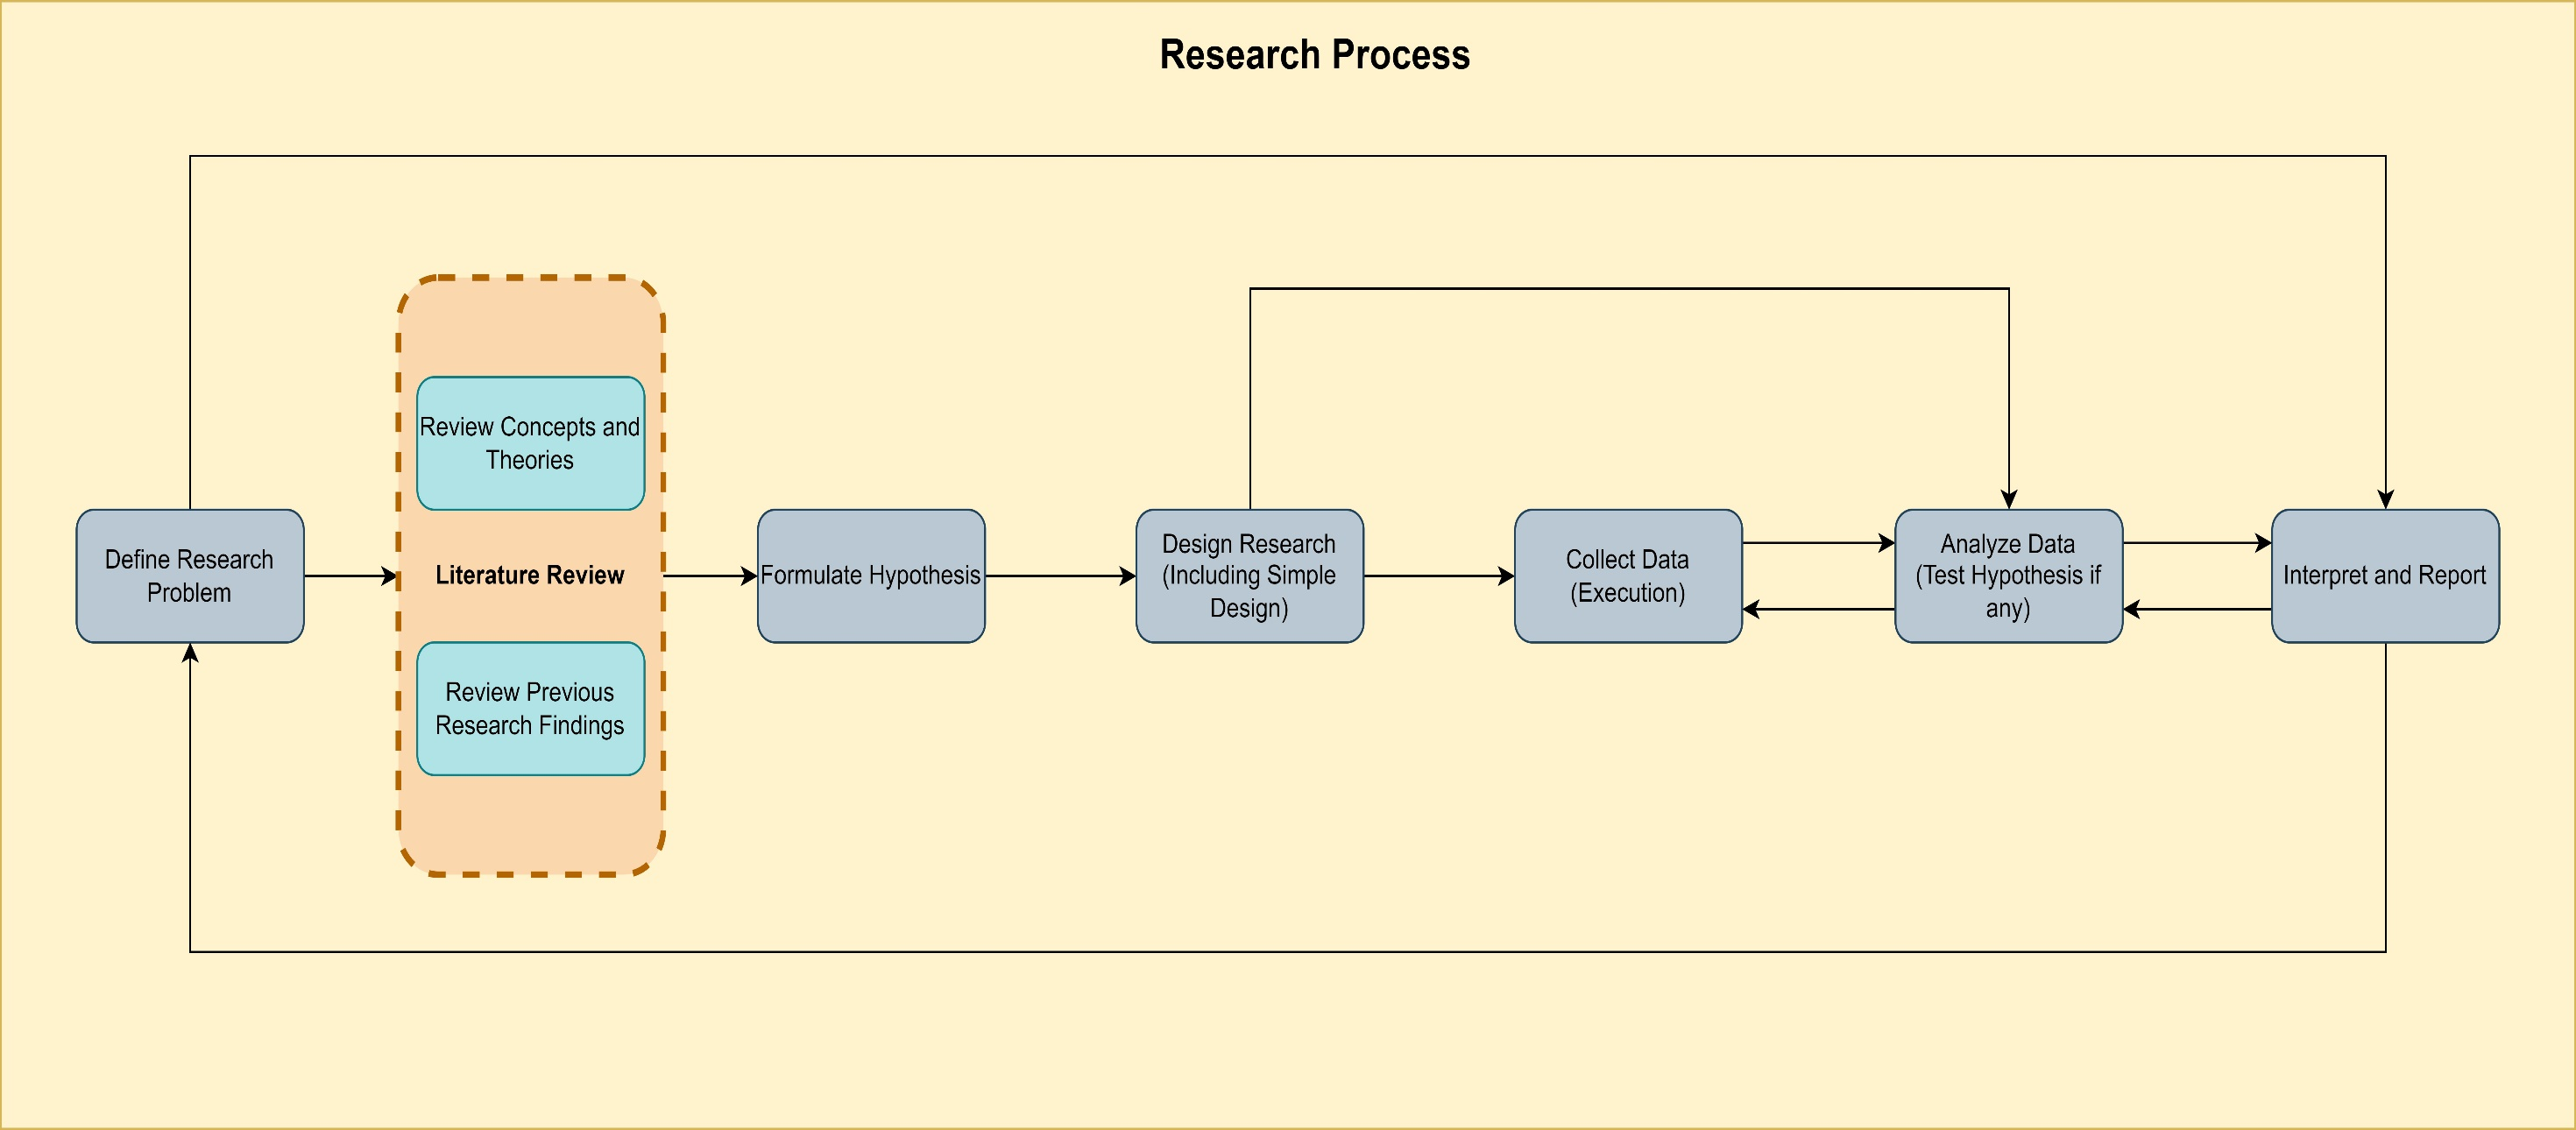 Research Process
Define Research
Problem
Review Concepts and
Theories
Literature Review
Review Previous
Research Findings
Formulate Hypothesis
Design Research
(Including Simple
Design)
Collect Data
(Execution)
Analyze Data
(Test Hypothesis if
any)
Interpret and Report